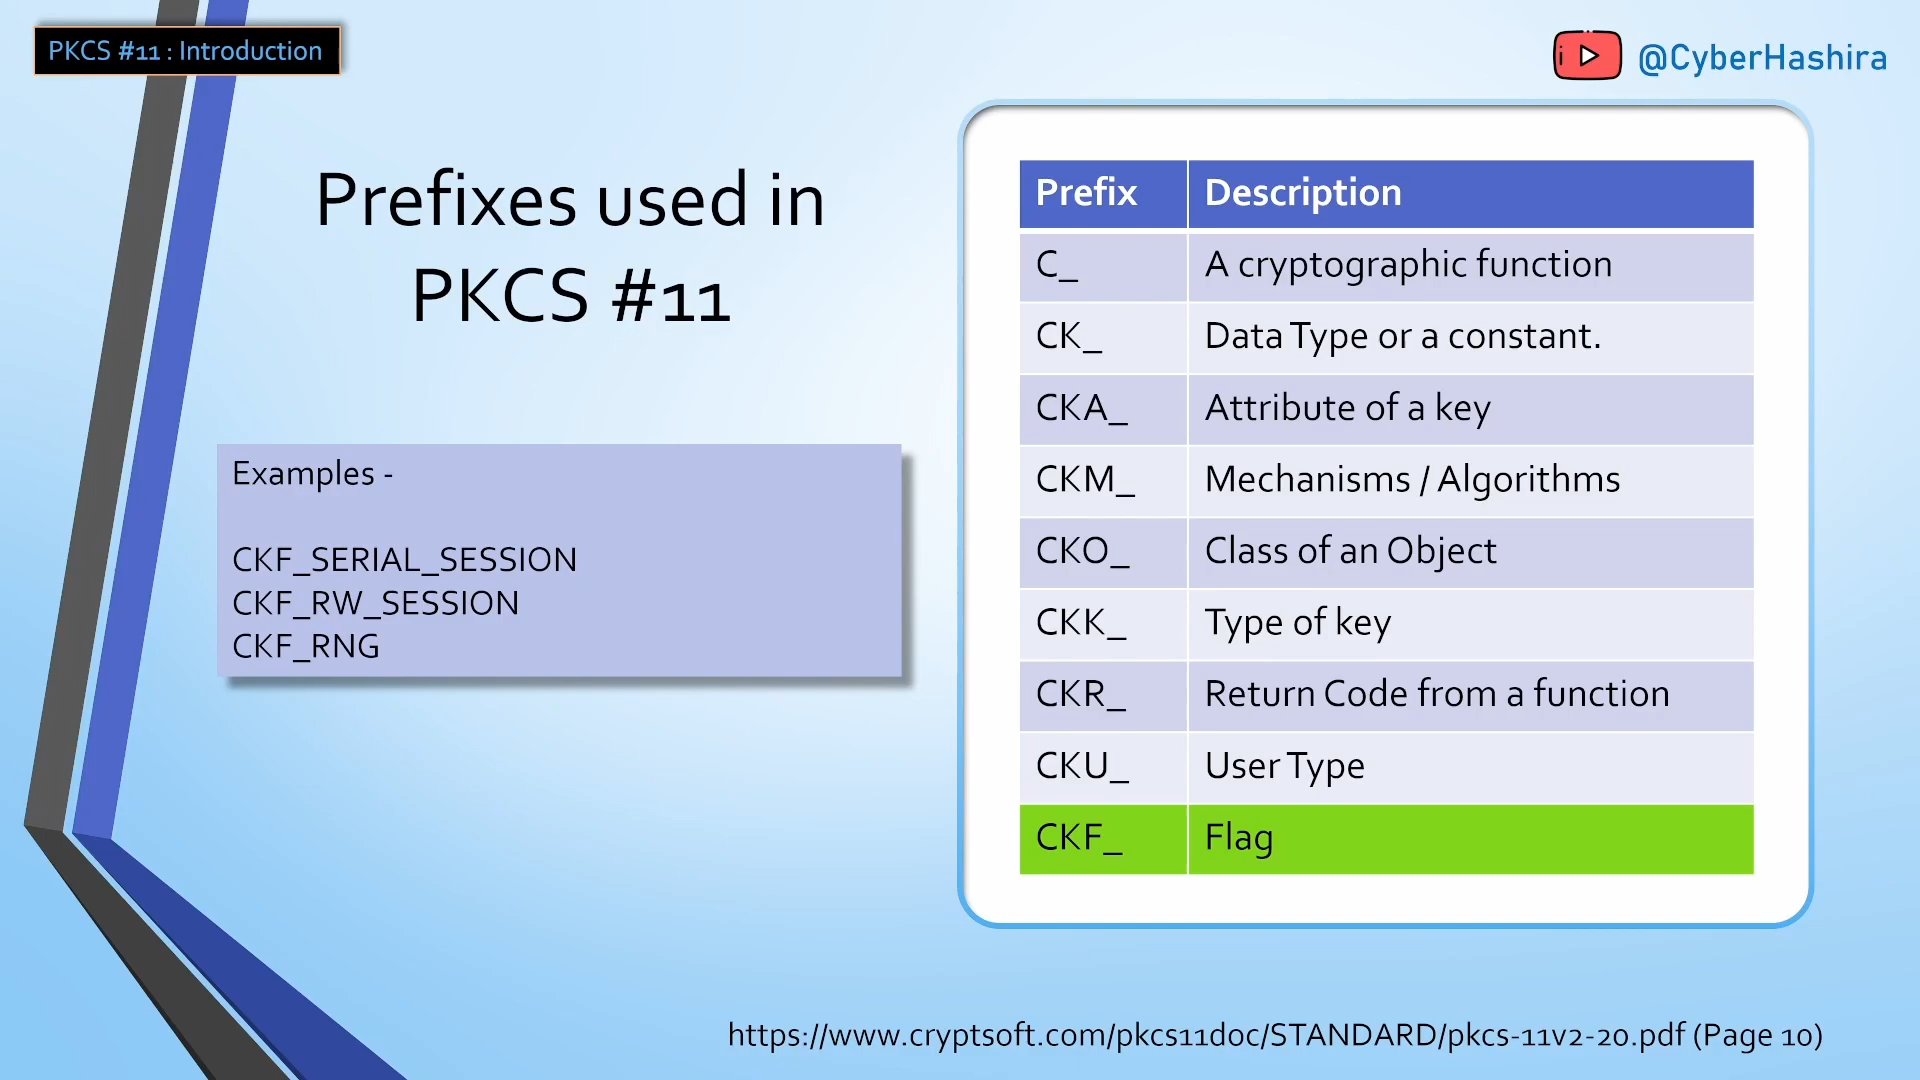 PKCS #11 : Introduction
@CyberHashira
Prefixes used in
PKCS #11
Examples -
CKF_SERIAL_SESSION
CKF_RW_SESSION
CKF_RNG
Prefix Description
C_ A cryptographic function
CK_ Data Type or a constant.
CKA_ Attribute of a key
CKM_ Mechanisms / Algorithms
CKO_ Class of an Object
CKK_ Type of key
CKR_ Return Code from a function
CKU_ User Type
CKF_ Flag
https://www.cryptsoft.com/pkcs11doc/STANDARD/pkcs-11v2-20.pdf (Page 10)